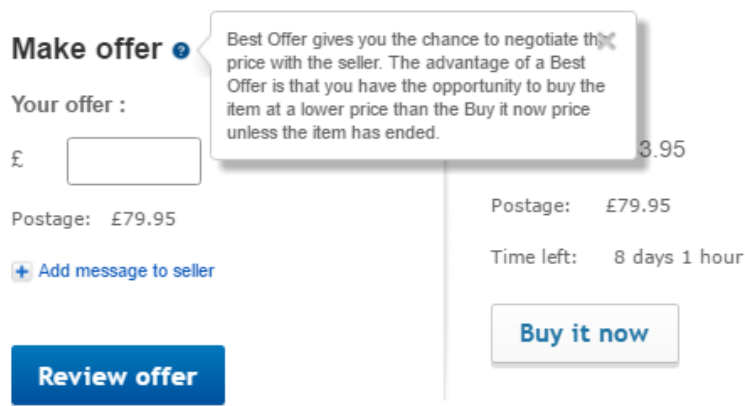 Make offer ?
Best Offer gives you the chance to negotiate the
price with the seller. The advantage of a Best
Offer is that you have the opportunity to buy the
item at a lower price than the Buy it now price
unless the item has ended.
Your offer :
£
Postage: £79.95
+ Add message to seller
Review offer
3.95
Postage: £79.95
Time left: 8 days 1 hour
Buy it now